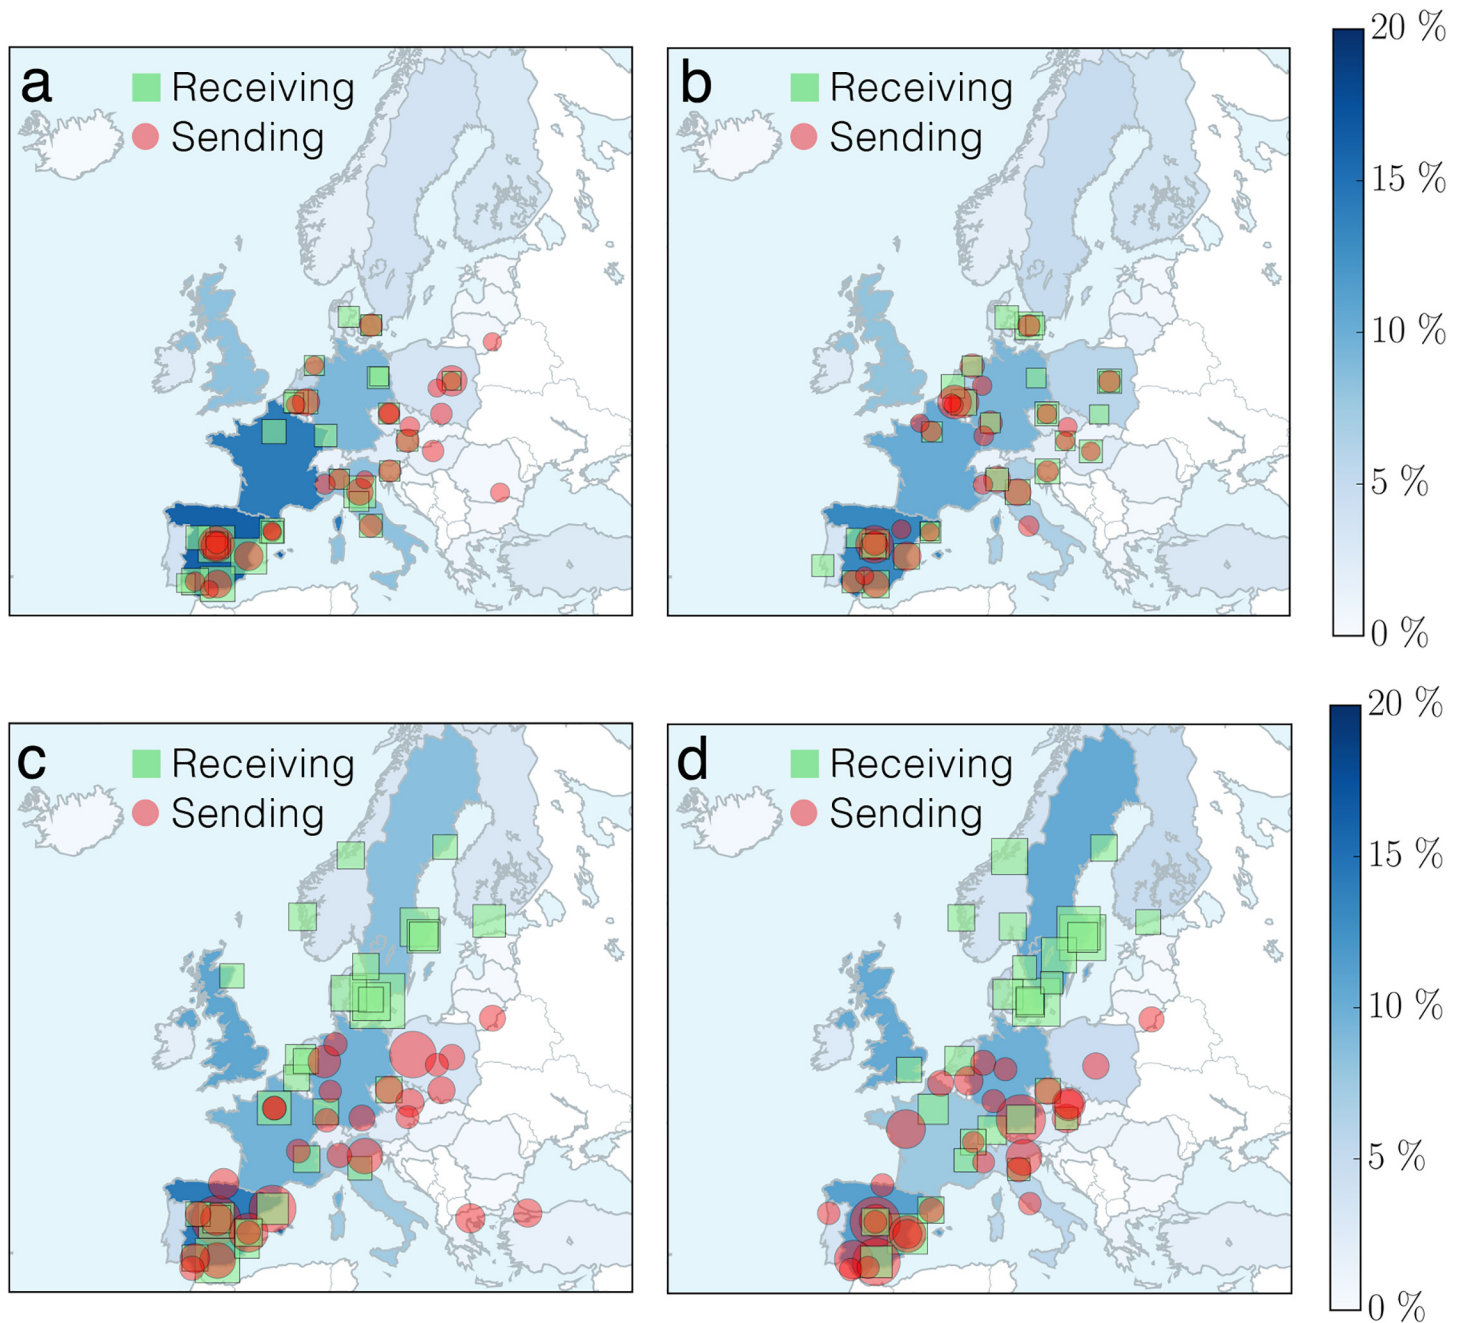 a
Receiving
Sending
b
Receiving
Sending
20 %
15 %
10 %
5 %
0 %
c
Receiving
Sending
d
Receiving
Sending
20 %
15 %
10 %
5 %
0 %